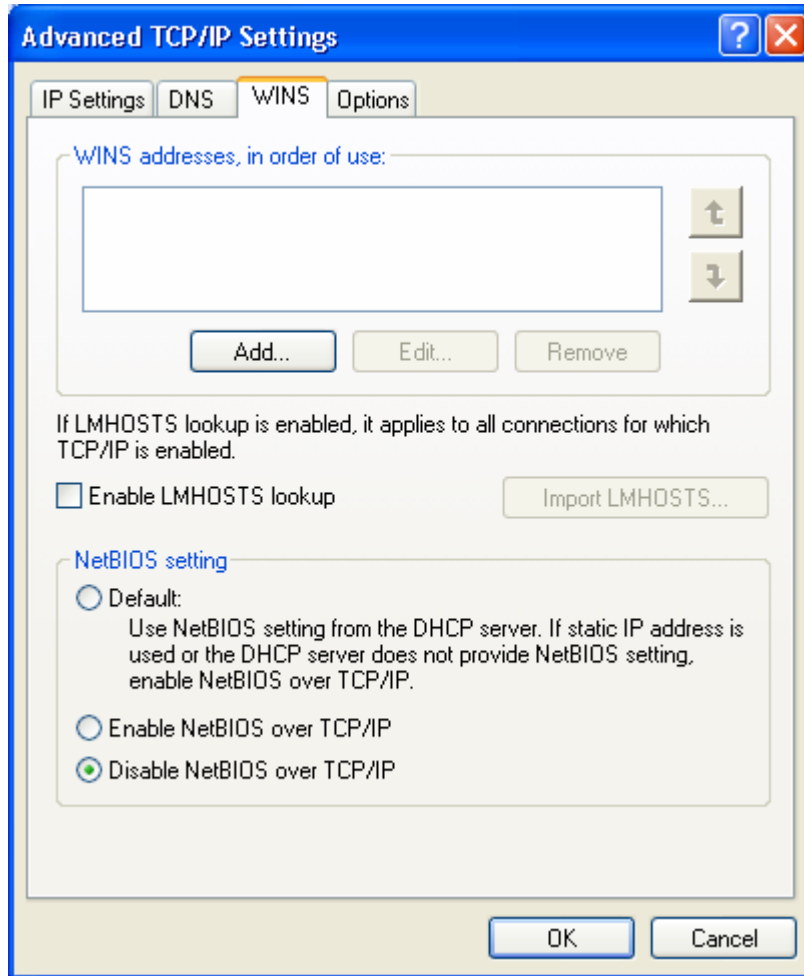 Advanced TCP/IP Settings
IP Settings DNS WINS Options
WINS addresses, in order of use:
Add... Edit... Remove
If LMHOSTS lookup is enabled, it applies to all connections for which
TCP/IP is enabled.
Enable LMHOSTS lookup Import LMHOSTS...
NetBIOS setting
Default:
Use NetBIOS setting from the DHCP server. If static IP address is
used or the DHCP server does not provide NetBIOS setting,
enable NetBIOS over TCP/IP.
Enable NetBIOS over TCP/IP
Disable NetBIOS over TCP/IP
OK Cancel